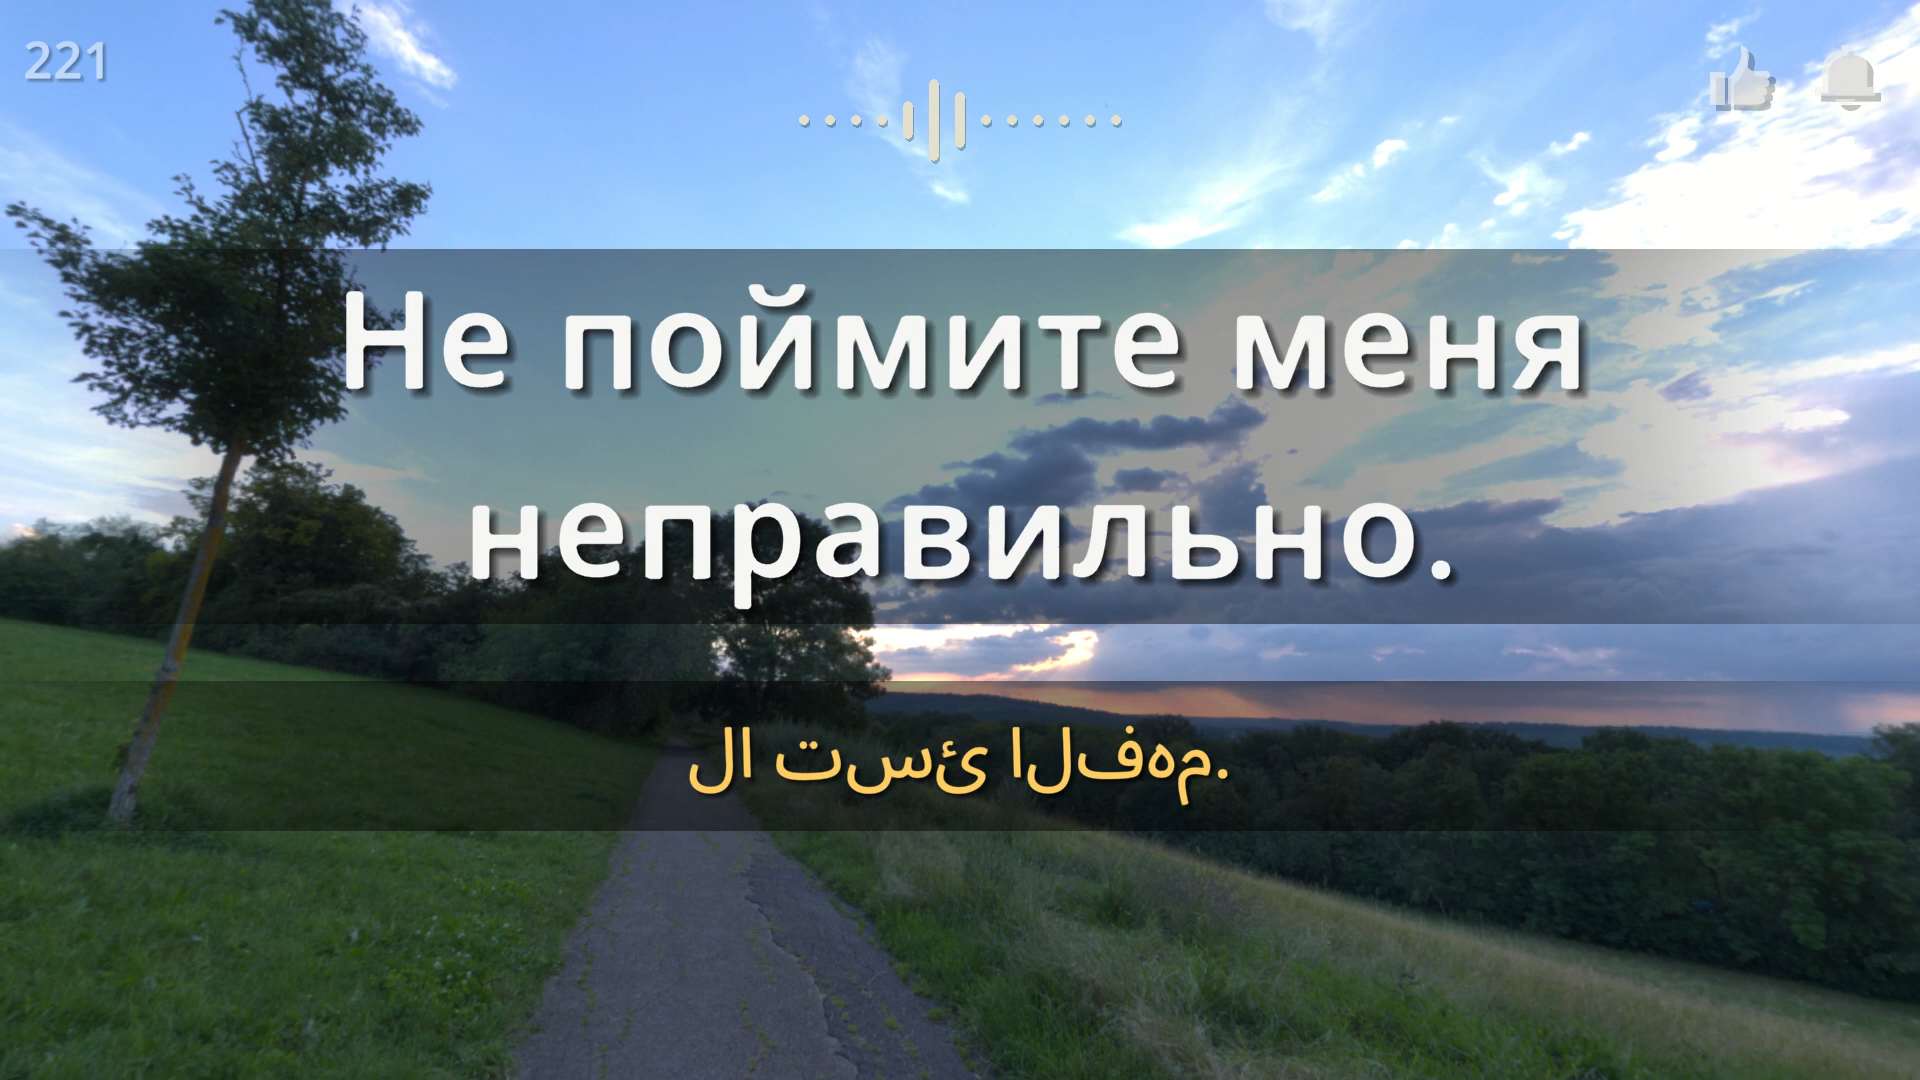 221
Не поймите меня
неправильно.
لا تسئ الفهم.